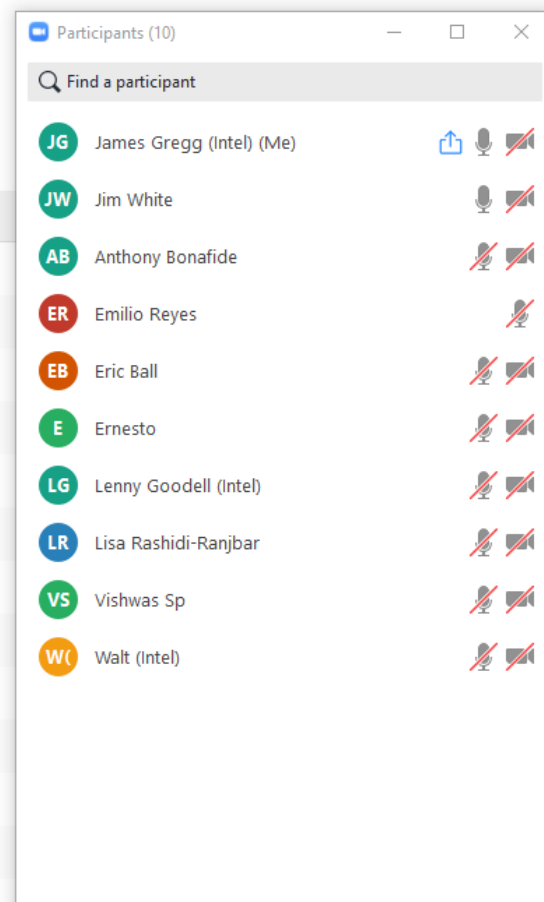 Participants (10)
Find a participant
JG James Gregg (Intel) (Me)
JW Jim White
AB Anthony Bonafide
ER Emilio Reyes
EB Eric Ball
E Ernesto
LG Lenny Goodell (Intel)
LR Lisa Rashidi-Ranjbar
VS Vishwas Sp
W( Walt (Intel)